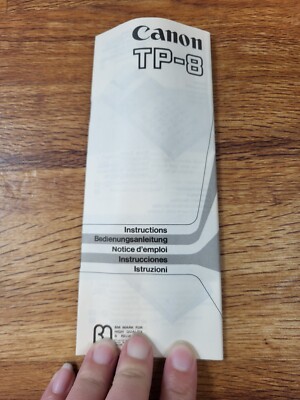 Canon
TP-8
Instructions
Bedienungsanleitung
Notice d'emploi
Instrucciones
Istruzioni